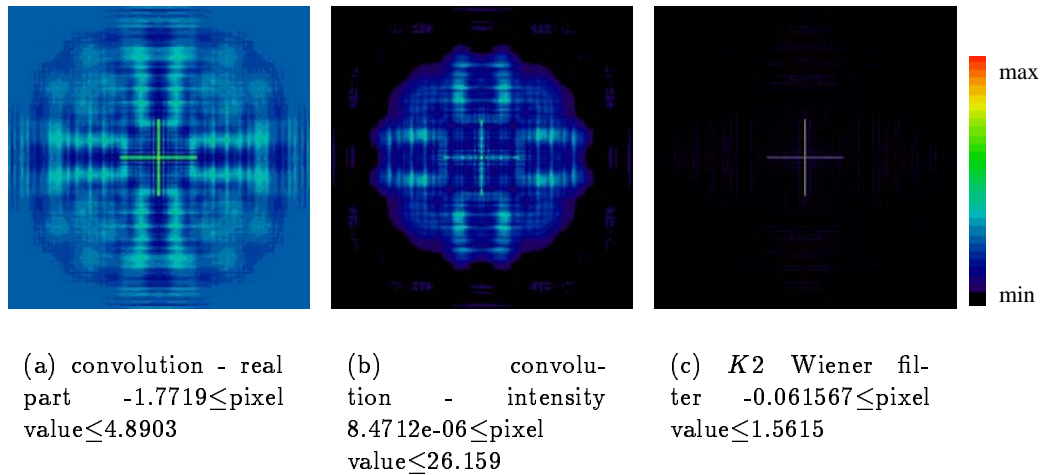 max
min
(a) convolution - real
part -1.7719≤pixel
value≤4.8903
(b) convolu-
tion - intensity
8.4712e-06≤pixel
value≤26.159
(c) K2 Wiener fil-
ter -0.061567≤pixel
value≤1.5615